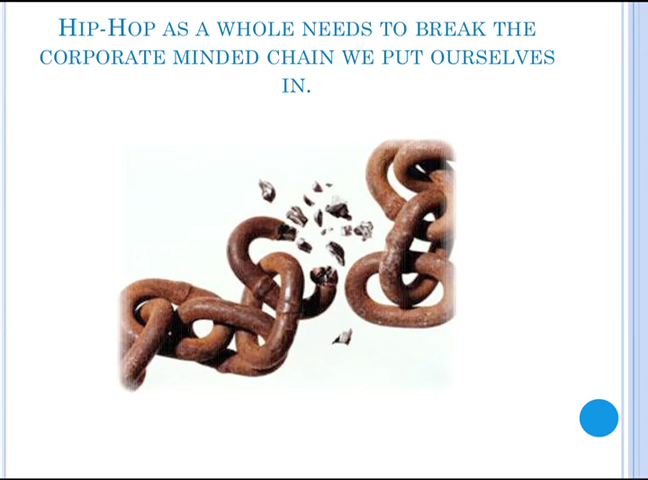 Hip-Hop as a whole needs to break the
corporate minded chain we put ourselves
in.